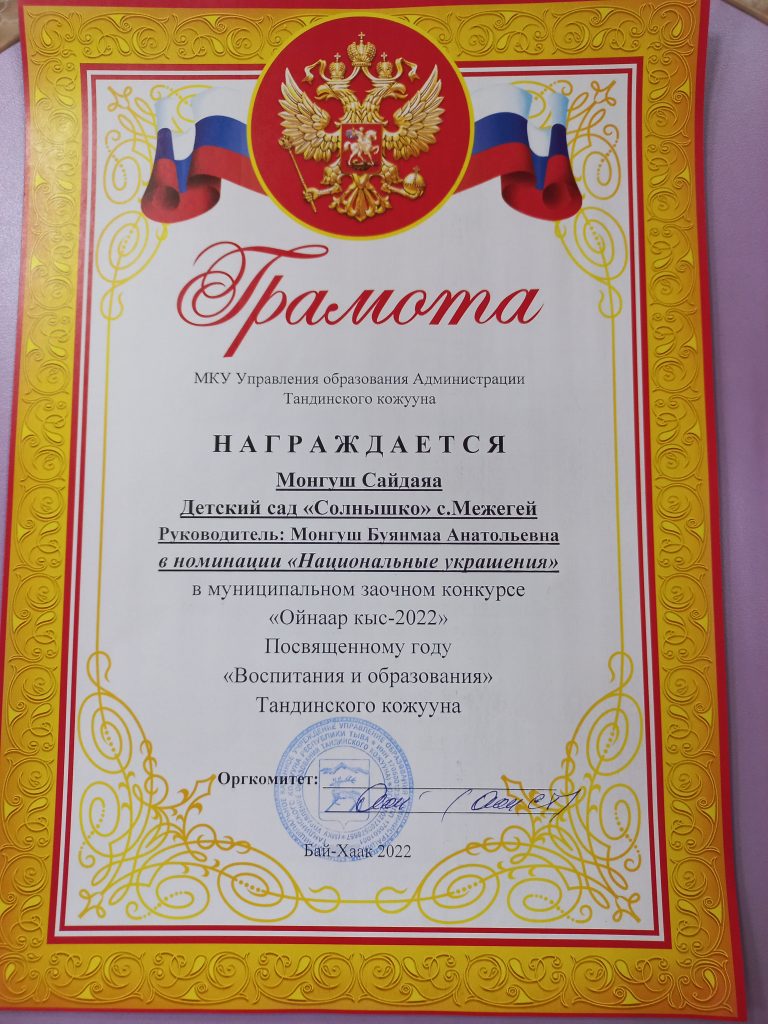 Грамота
МКУ Управления образования Администрации
Тандинского кожууна
НАГРАЖДАЕТСЯ
Монгуш Сайдаяа
Детский сад «Солнышко» с.Межегей
Руководитель: Монгуш Буянмаа Анатольевна
в номинации «Национальные украшения»
в муниципальном заочном конкурсе
«Ойнаар кыс-2022»
Посвященному году
«Воспитания и образования»
Тандинского кожууна
Оргкомитет:
Бай-Хаак 2022